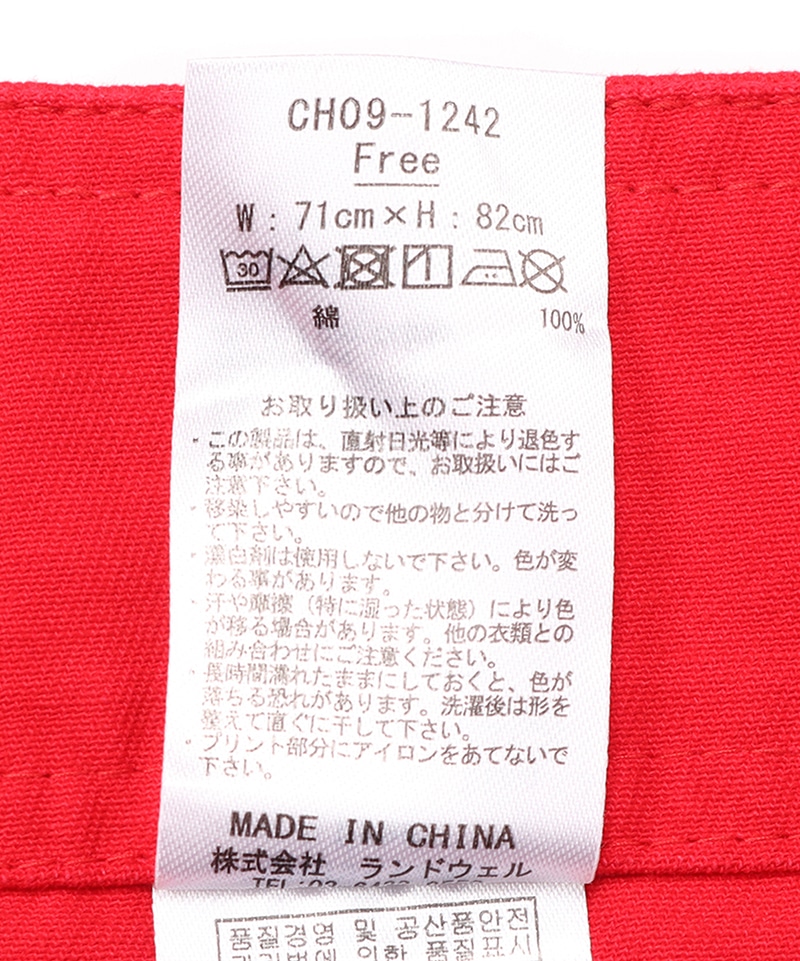 CH09-1242
Free
W：71cm×H：82cm
30
綿 100%
お取り扱い上のご注意
・この製品は、直射日光等により退色す
る事がありますので、お取扱いにはご
注意下さい。
・移染しやすいので他の物と分けて洗っ
て下さい。
・漂白剤は使用しないで下さい。色が変
わる事があります。
・汗や摩擦（特に湿った状態）により色
が移る場合があります。他の衣類との
組み合わせにご注意ください。
・長時間濡れたままにしておくと、色が
落ちる恐れがあります。洗濯後は形を
整えて直ぐに干して下さい。
・プリント部分にアイロンをあてないで
下さい。
MADE IN CHINA
株式会社 ランドウェル
TEL:03
품질경영 및 공산품안전
품질표시